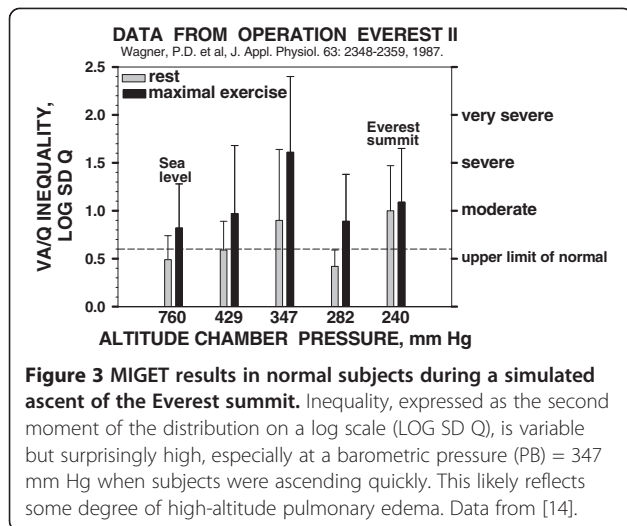 DATA FROM OPERATION EVEREST II
Wagner, P.D. et al, J. Appl. Physiol. 63: 2348-2359, 1987.
2.5
2.0
1.5
1.0
0.5
0.0
VA/Q INEQUALITY,
LOG SD Q
rest
maximal exercise
Sea
level
Everest
summit
very severe
severe
moderate
upper limit of normal
760 429 347 282 240
ALTITUDE CHAMBER PRESSURE, mm Hg
Figure 3 MIGET results in normal subjects during a simulated
ascent of the Everest summit. Inequality, expressed as the second
moment of the distribution on a log scale (LOG SD Q), is variable
but surprisingly high, especially at a barometric pressure (PB) = 347
mm Hg when subjects were ascending quickly. This likely reflects
some degree of high-altitude pulmonary edema. Data from [14].